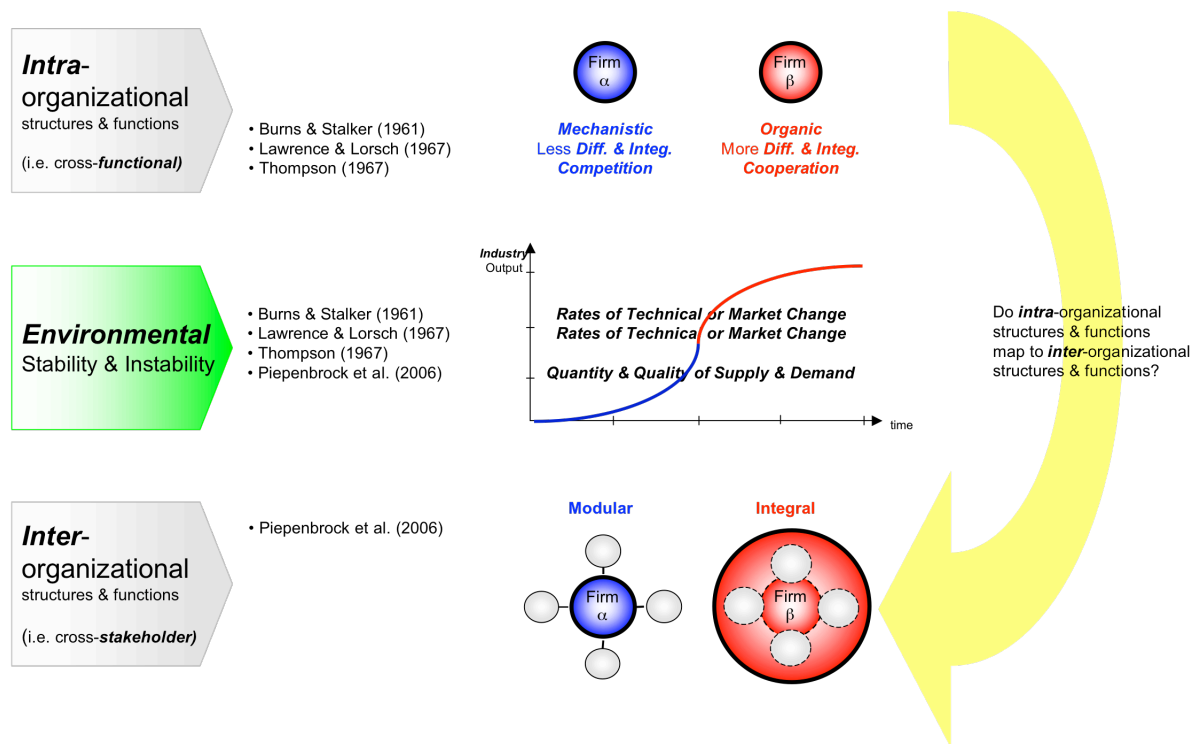 Intra-
organizational
structures & functions
(i.e. cross-functional)
• Burns & Stalker (1961)
• Lawrence & Lorsch (1967)
• Thompson (1967)
Firm
α
Mechanistic
Less Diff. & Integ.
Competition
Firm
β
Organic
More Diff. & Integ.
Cooperation
Environmental
Stability & Instability
• Burns & Stalker (1961)
• Lawrence & Lorsch (1967)
• Thompson (1967)
• Piepenbrock et al. (2006)
Industry
Output
Rates of Technical or Market Change
Rates of Technical or Market Change
Quantity & Quality of Supply & Demand
time
Do intra-organizational
structures & functions
map to inter-organizational
structures & functions?
Inter-
organizational
structures & functions
(i.e. cross-stakeholder)
• Piepenbrock et al. (2006)
Modular
Firm
α
Integral
Firm
β